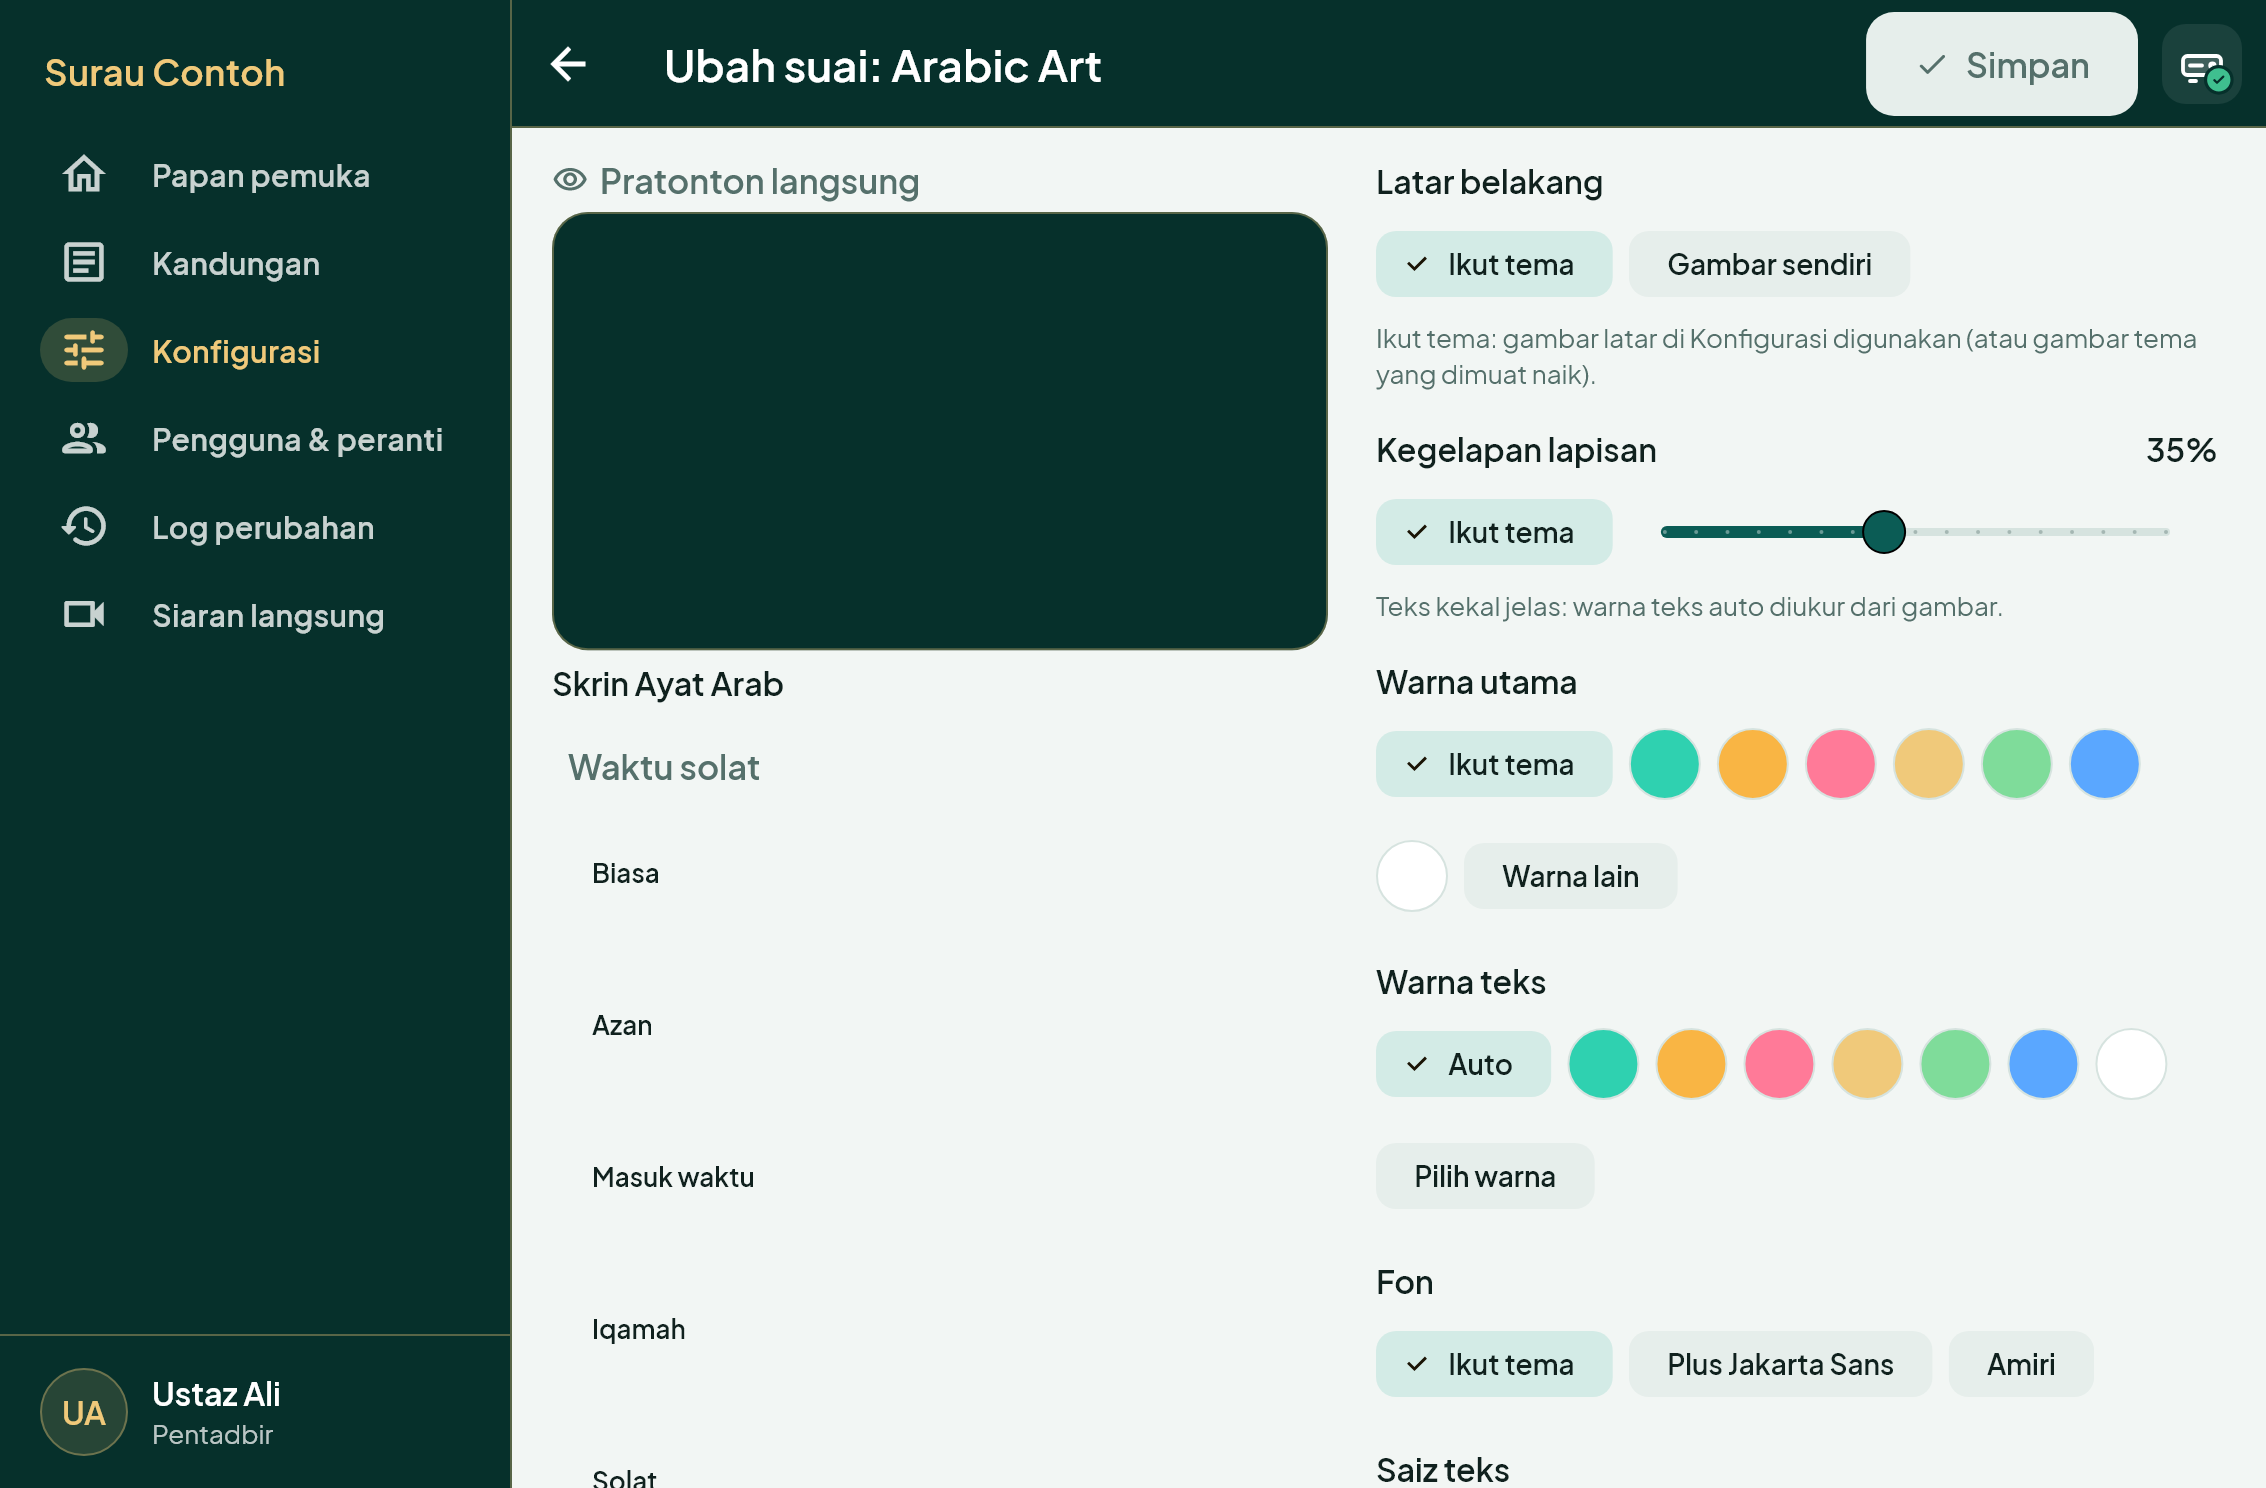 Surau Contoh
Papan pemuka
Kandungan
Konfigurasi
Pengguna & peranti
Log perubahan
Siaran langsung
UA
Ustaz Ali
Pentadbir
Ubah suai: Arabic Art
Simpan
Pratonton langsung
Skrin Ayat Arab
Waktu solat
Biasa
Azan
Masuk waktu
Iqamah
Solat
Latar belakang
Ikut tema
Gambar sendiri
Ikut tema: gambar latar di Konfigurasi digunakan (atau gambar tema
yang dimuat naik).
Kegelapan lapisan
35%
Ikut tema
Teks kekal jelas: warna teks auto diukur dari gambar.
Warna utama
Ikut tema
Warna lain
Warna teks
Auto
Pilih warna
Fon
Ikut tema
Plus Jakarta Sans
Amiri
Saiz teks